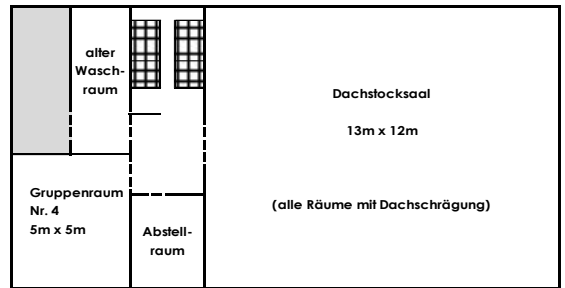 alter
Wasch-
raum
Dachstocksaal
13m x 12m
(alle Räume mit Dachschrägung)
Gruppenraum
Nr. 4
5m x 5m
Abstell-
raum